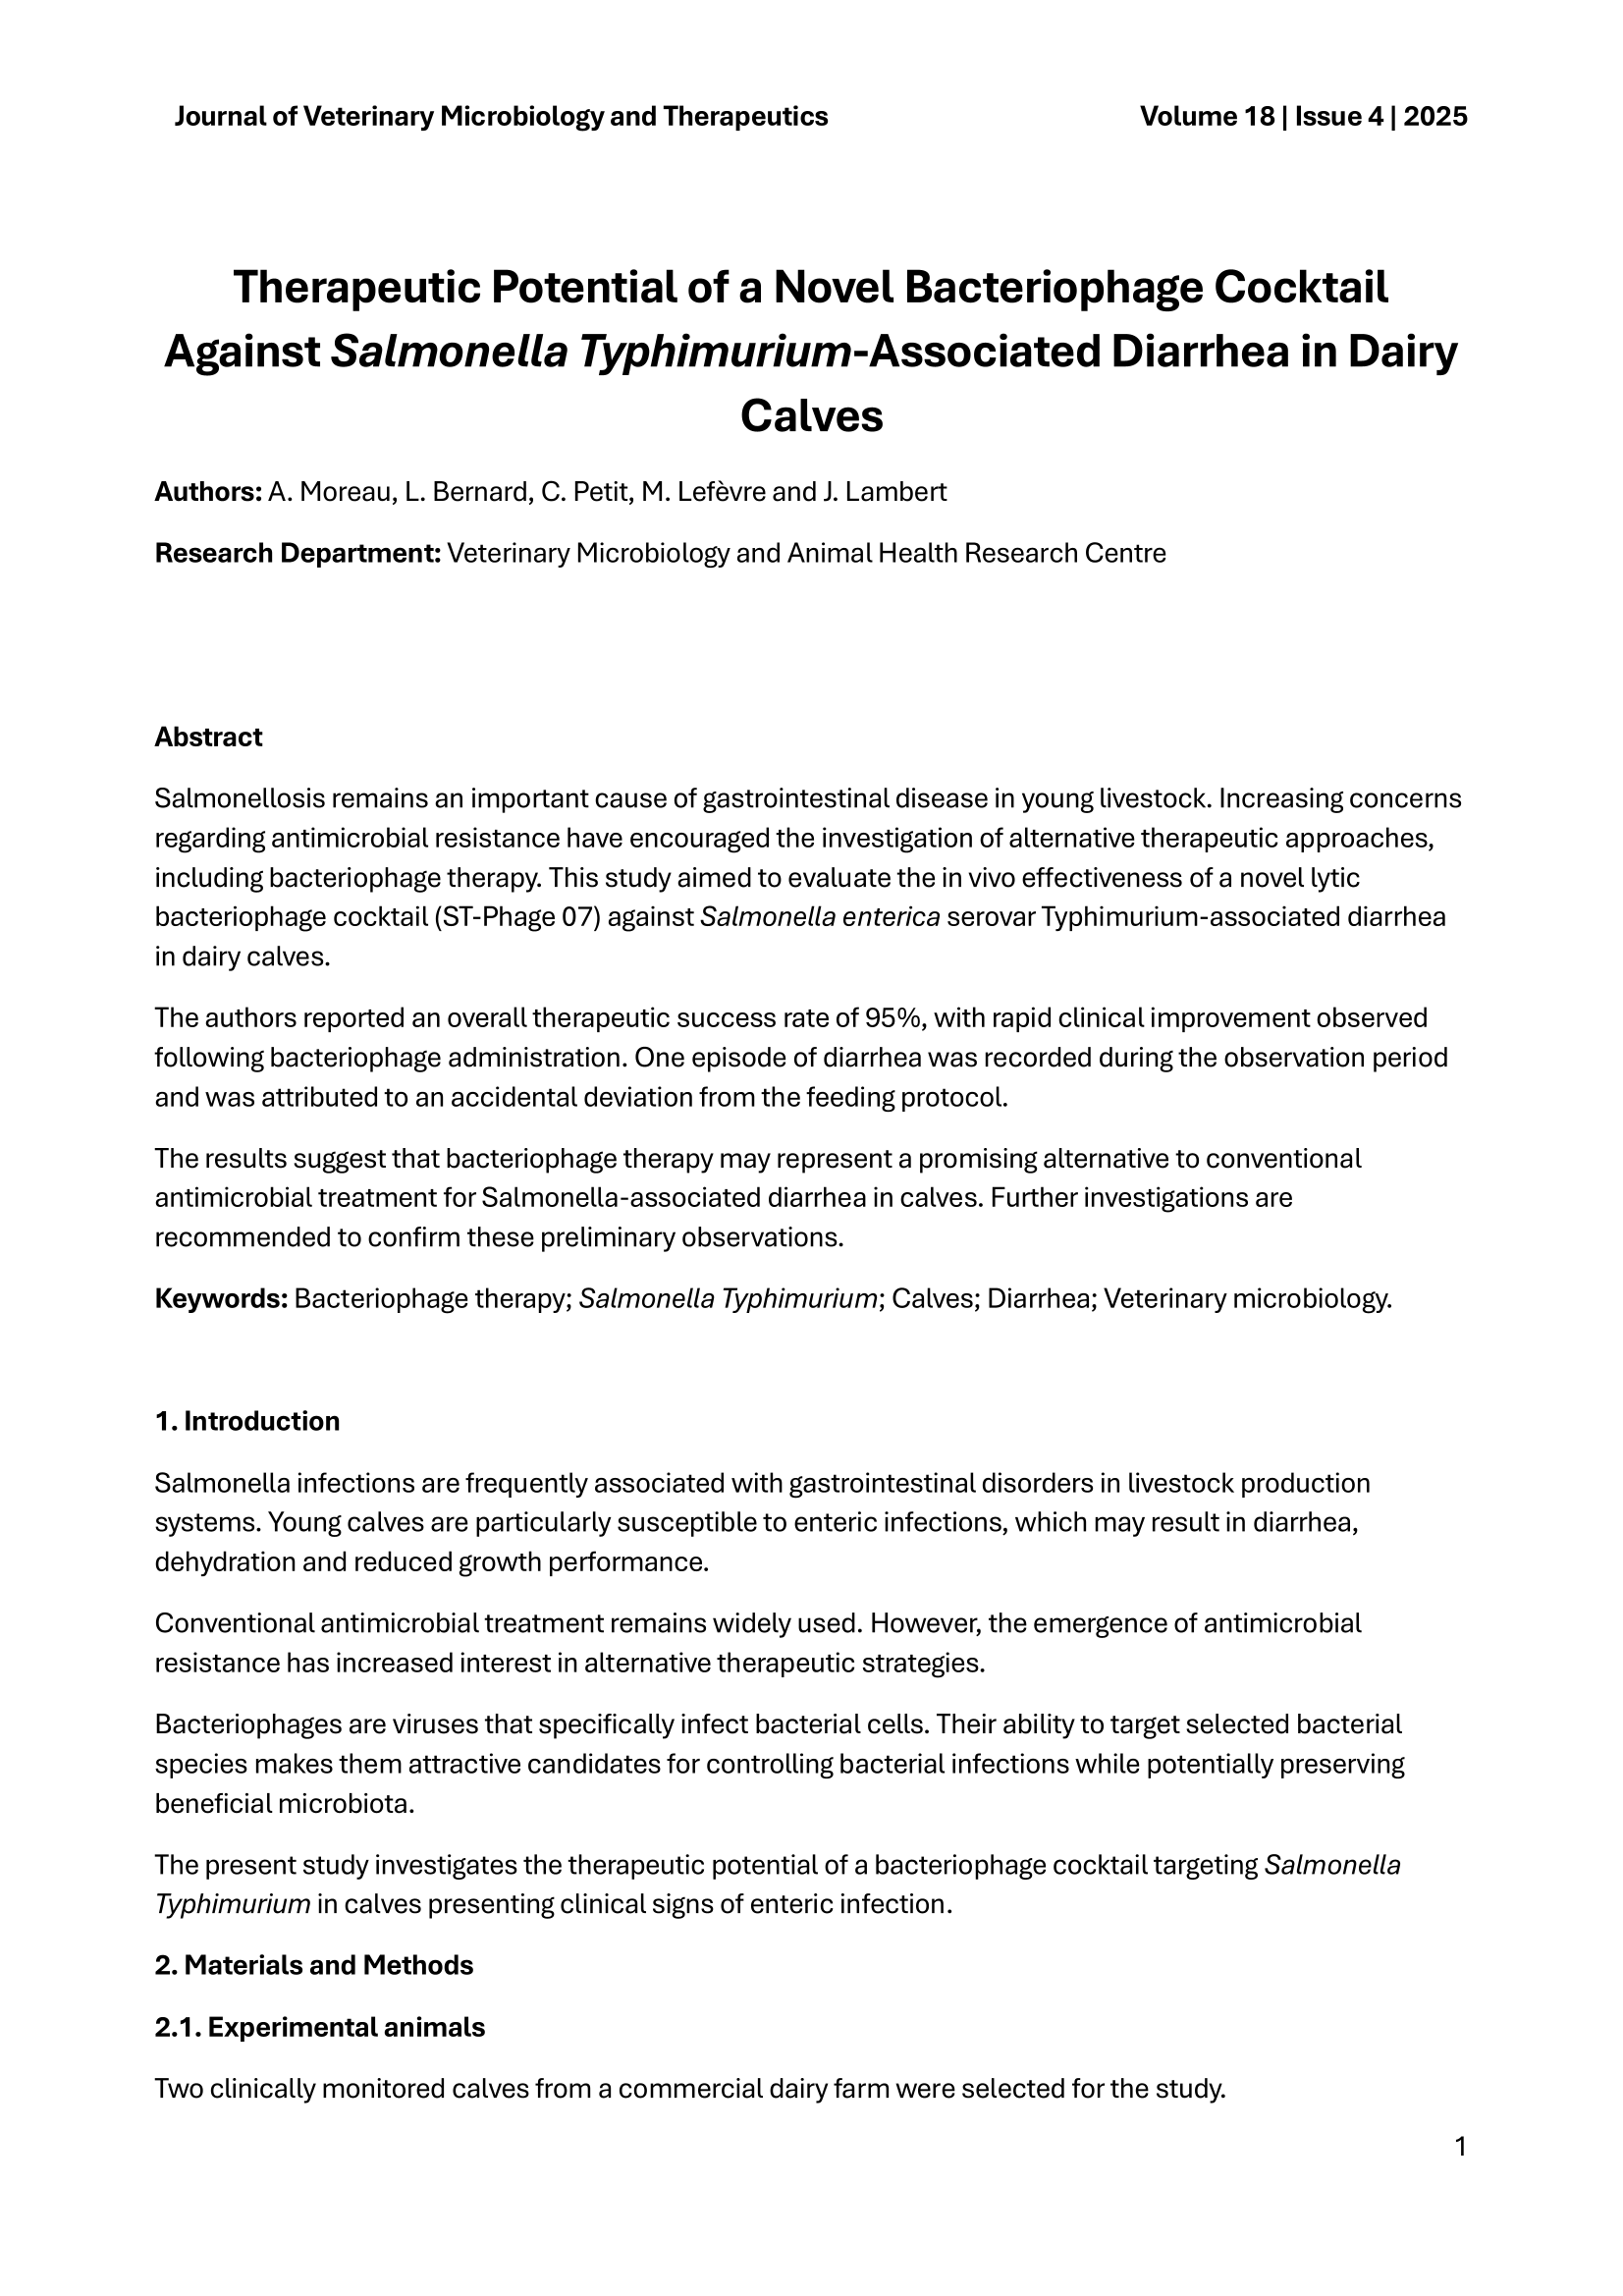 Journal of Veterinary Microbiology and Therapeutics Volume 18 | Issue 4 | 2025
Therapeutic Potential of a Novel Bacteriophage Cocktail
Against Salmonella Typhimurium-Associated Diarrhea in Dairy
Calves
Authors: A. Moreau, L. Bernard, C. Petit, M. Lefèvre and J. Lambert
Research Department: Veterinary Microbiology and Animal Health Research Centre
Abstract
Salmonellosis remains an important cause of gastrointestinal disease in young livestock. Increasing concerns
regarding antimicrobial resistance have encouraged the investigation of alternative therapeutic approaches,
including bacteriophage therapy. This study aimed to evaluate the in vivo effectiveness of a novel lytic
bacteriophage cocktail (ST-Phage 07) against Salmonella enterica serovar Typhimurium-associated diarrhea
in dairy calves.
The authors reported an overall therapeutic success rate of 95%, with rapid clinical improvement observed
following bacteriophage administration. One episode of diarrhea was recorded during the observation period
and was attributed to an accidental deviation from the feeding protocol.
The results suggest that bacteriophage therapy may represent a promising alternative to conventional
antimicrobial treatment for Salmonella-associated diarrhea in calves. Further investigations are
recommended to confirm these preliminary observations.
Keywords: Bacteriophage therapy; Salmonella Typhimurium; Calves; Diarrhea; Veterinary microbiology.
1. Introduction
Salmonella infections are frequently associated with gastrointestinal disorders in livestock production
systems. Young calves are particularly susceptible to enteric infections, which may result in diarrhea,
dehydration and reduced growth performance.
Conventional antimicrobial treatment remains widely used. However, the emergence of antimicrobial
resistance has increased interest in alternative therapeutic strategies.
Bacteriophages are viruses that specifically infect bacterial cells. Their ability to target selected bacterial
species makes them attractive candidates for controlling bacterial infections while potentially preserving
beneficial microbiota.
The present study investigates the therapeutic potential of a bacteriophage cocktail targeting Salmonella
Typhimurium in calves presenting clinical signs of enteric infection.
2. Materials and Methods
2.1. Experimental animals
Two clinically monitored calves from a commercial dairy farm were selected for the study.
1